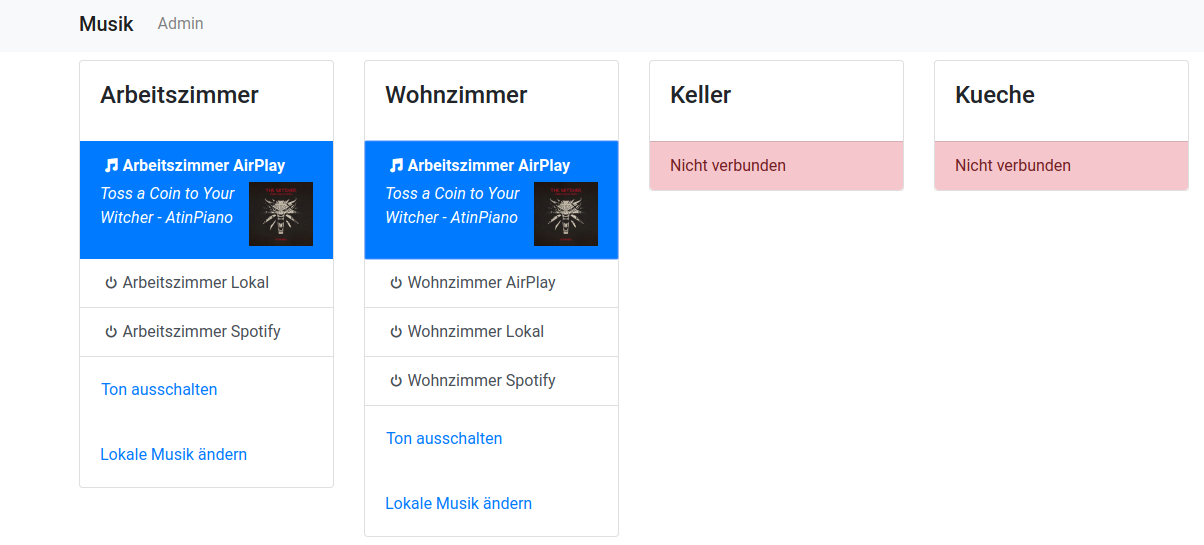 Musik Admin
Arbeitszimmer
Arbeitszimmer AirPlay
Toss a Coin to Your
Witcher - AtinPiano
Arbeitszimmer Lokal
Arbeitszimmer Spotify
Ton ausschalten
Lokale Musik ändern
Wohnzimmer
Arbeitszimmer AirPlay
Toss a Coin to Your
Witcher - AtinPiano
Wohnzimmer AirPlay
Wohnzimmer Lokal
Wohnzimmer Spotify
Ton ausschalten
Lokale Musik ändern
Keller
Nicht verbunden
Kueche
Nicht verbunden